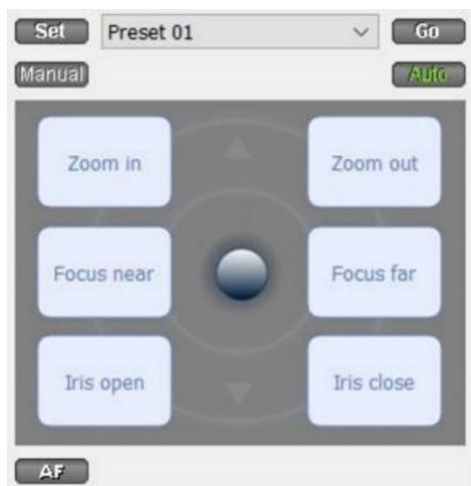 Set Preset 01 Go
Manual Auto
Zoom in Zoom out
Focus near Focus far
Iris open Iris close
AF